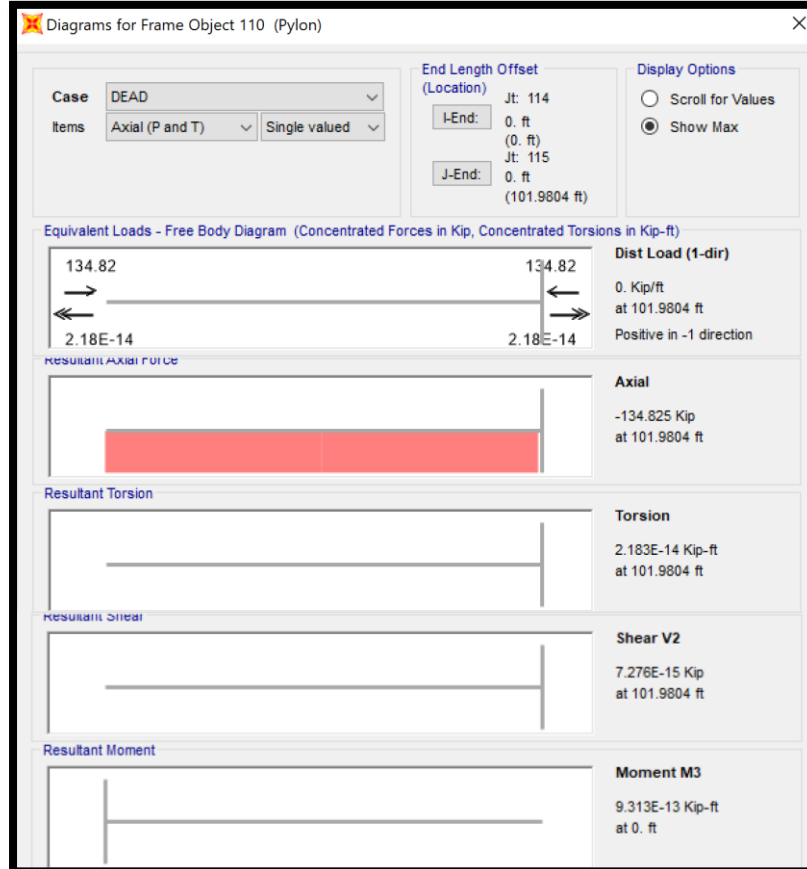 Diagrams for Frame Object 110 (Pylon)
Case DEAD
Items Axial (P and T) Single valued
End Length Offset
(Location)
Jt: 114
I-End: 0. ft
(0. ft)
Jt: 115
J-End: 0. ft
(101.9804 ft)
Display Options
Scroll for Values
Show Max
Equivalent Loads - Free Body Diagram (Concentrated Forces in Kip, Concentrated Torsions in Kip-ft)
134.82 134.82
2.18E-14 2.18E-14
Dist Load (1-dir)
0. Kip/ft
at 101.9804 ft
Positive in -1 direction
Resultant Axial Force
Axial
-134.825 Kip
at 101.9804 ft
Resultant Torsion
Torsion
2.183E-14 Kip-ft
at 101.9804 ft
Resultant Shear
Shear V2
7.276E-15 Kip
at 101.9804 ft
Resultant Moment
Moment M3
9.313E-13 Kip-ft
at 0. ft